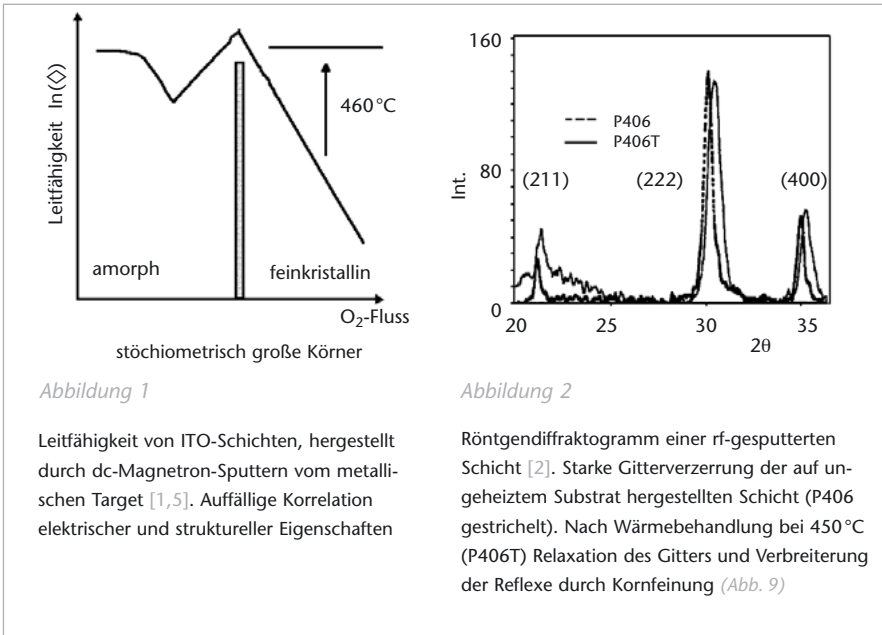 Leitfähigkeit ln(◇)
460°C
amorph
feinkristallin
O₂-Fluss
stöchiometrisch große Körner
Abbildung 1
Leitfähigkeit von ITO-Schichten, hergestellt
durch dc-Magnetron-Sputtern vom metalli-
schen Target [1,5]. Auffällige Korrelation
elektrischer und struktureller Eigenschaften
160
80
0
Int.
P406
P406T
(211)
(222)
(400)
20
25
30
35
2θ
Abbildung 2
Röntgendiffraktogramm einer rf-gesputterten
Schicht [2]. Starke Gitterverzerrung der auf un-
geheiztem Substrat hergestellten Schicht (P406
gestrichelt). Nach Wärmebehandlung bei 450°C
(P406T) Relaxation des Gitters und Verbreiterung
der Reflexe durch Kornfeinung (Abb. 9)